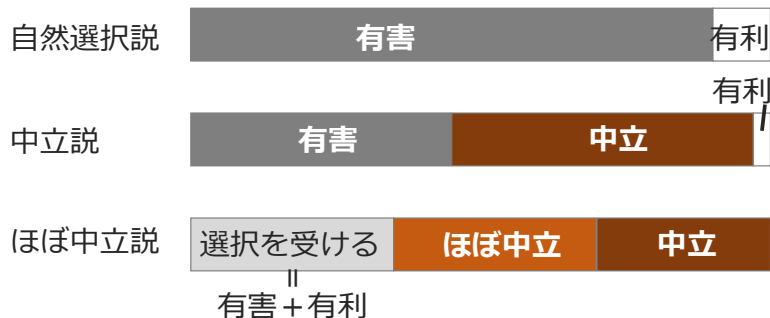 自然選択説 有害 有利
有利
中立説 有害 中立
ほぼ中立説 選択を受ける ほぼ中立 中立
=
有害＋有利